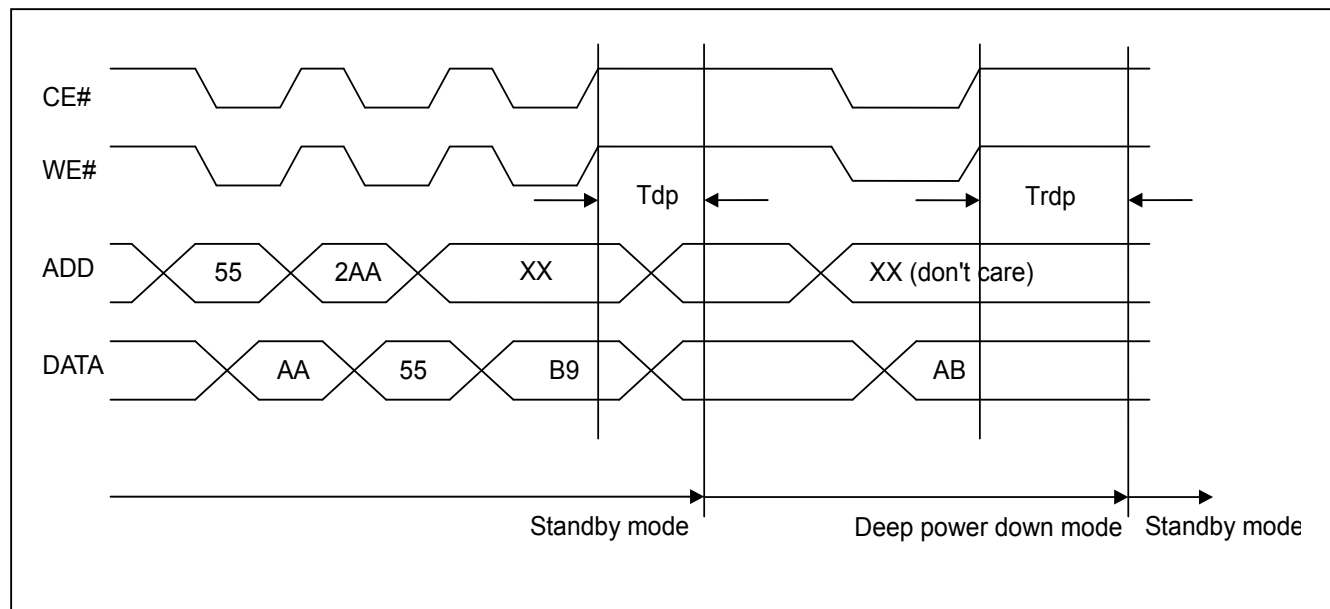 CE#
WE#
Tdp
Trdp
ADD
55
2AA
XX
XX (don't care)
DATA
AA
55
B9
AB
Standby mode
Deep power down mode
Standby mode